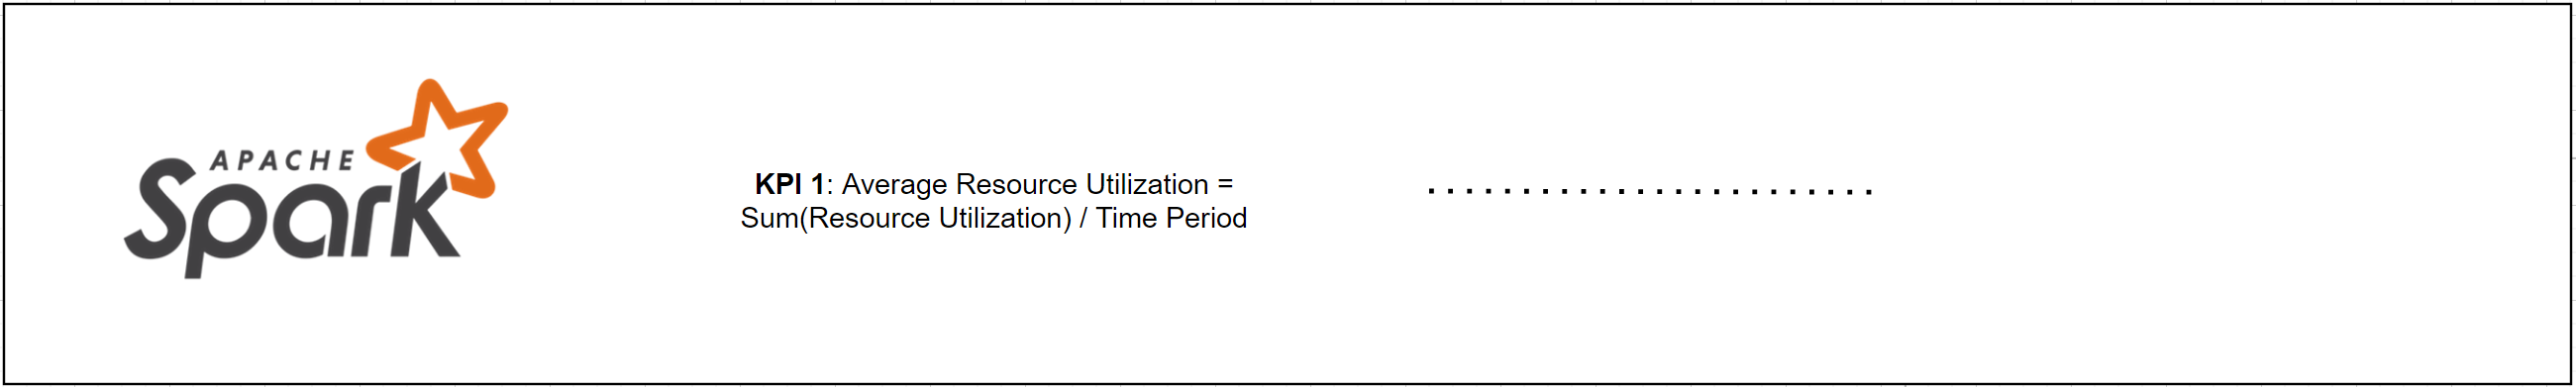 APACHE
Spark
KPI 1: Average Resource Utilization =
Sum(Resource Utilization) / Time Period